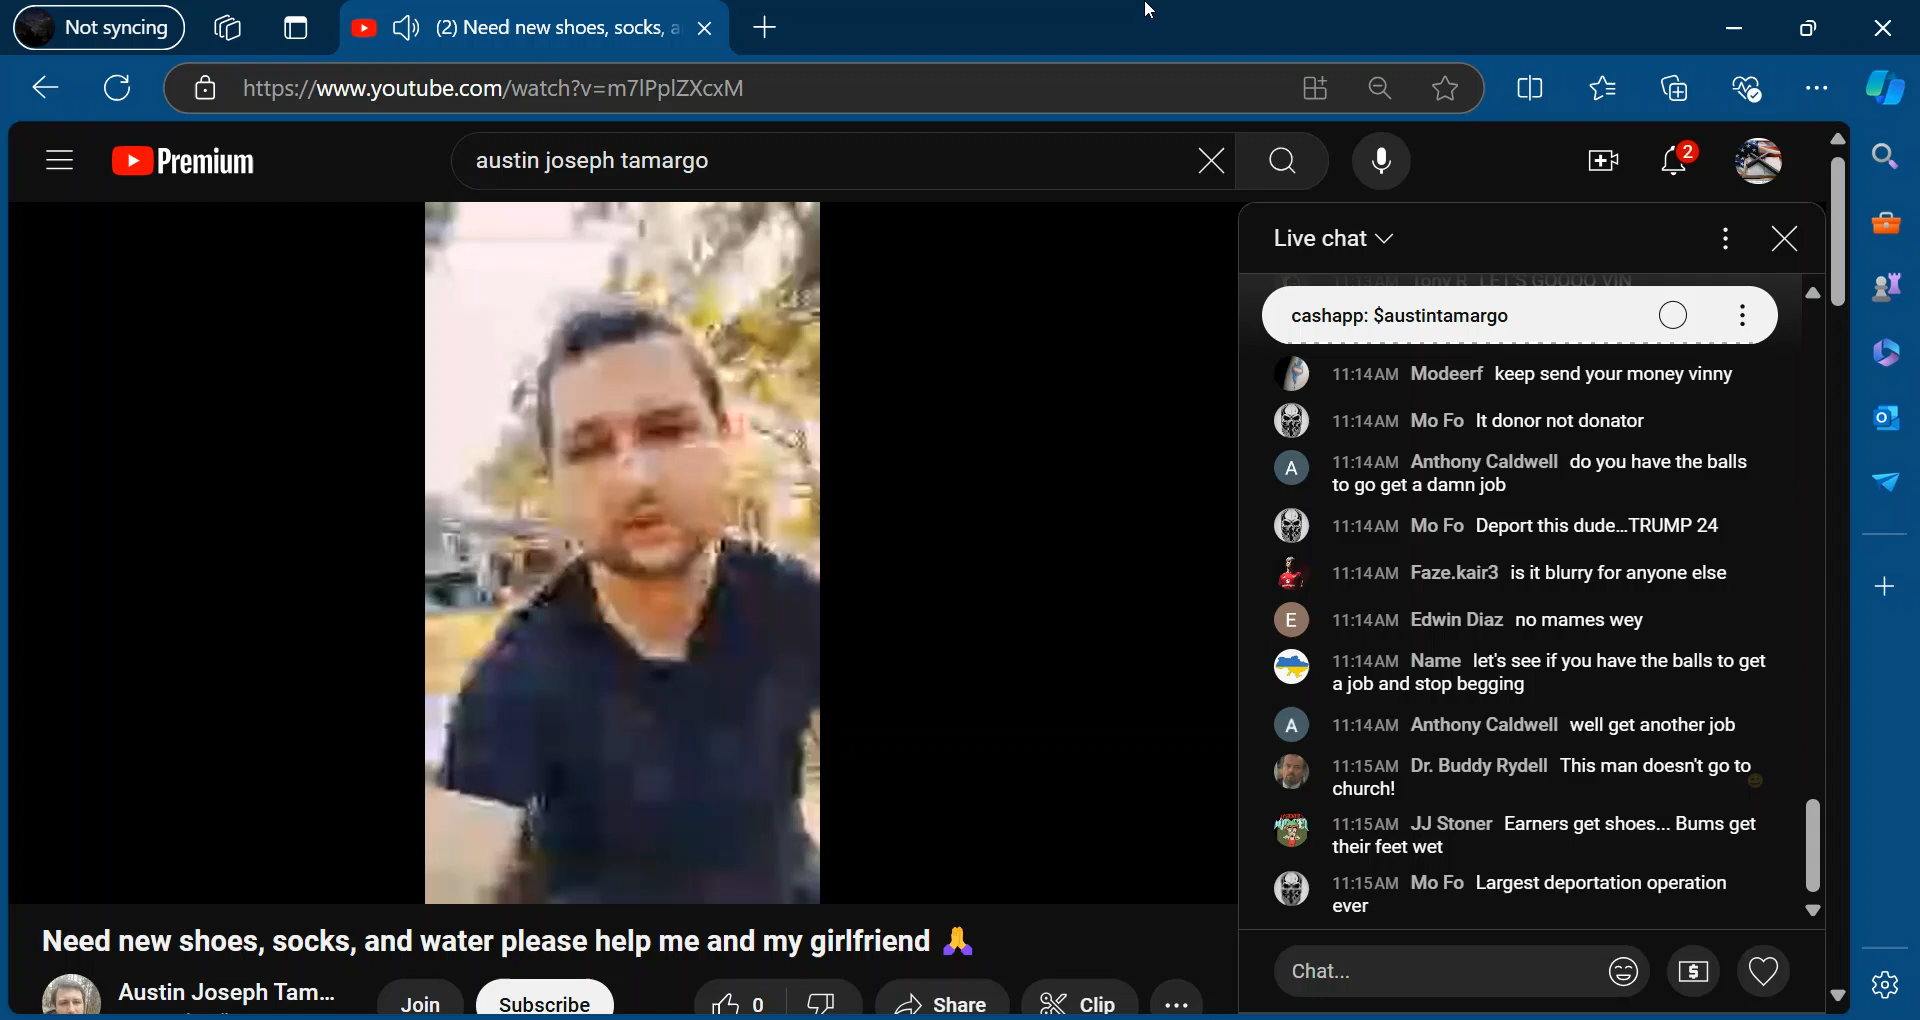 Not syncing
(2) Need new shoes, socks, a
https://www.youtube.com/watch?v=m7lPplZXcxM
Premium
austin joseph tamargo
2
Live chat
11:13AM Tony R LET'S GOOOO VIN
cashapp: $austintamargo
11:14AM Modeerf keep send your money vinny
11:14AM Mo Fo It donor not donator
A
11:14AM Anthony Caldwell do you have the balls
to go get a damn job
11:14AM Mo Fo Deport this dude...TRUMP 24
11:14AM Faze.kair3 is it blurry for anyone else
E
11:14AM Edwin Diaz no mames wey
11:14AM Name let's see if you have the balls to get
a job and stop begging
A
11:14AM Anthony Caldwell well get another job
11:15AM Dr. Buddy Rydell This man doesn't go to
church!
11:15AM JJ Stoner Earners get shoes... Bums get
their feet wet
11:15AM Mo Fo Largest deportation operation
ever
Chat...
Need new shoes, socks, and water please help me and my girlfriend 🙏
Austin Joseph Tam...
Join
Subscribe
0
Share
Clip